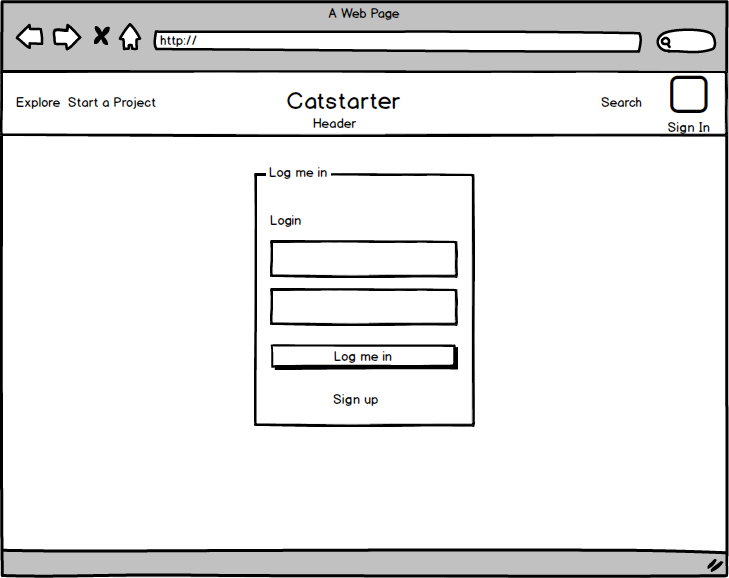 A Web Page
http://
Explore Start a Project
Catstarter
Header
Search
Sign In
Log me in
Login
Log me in
Sign up